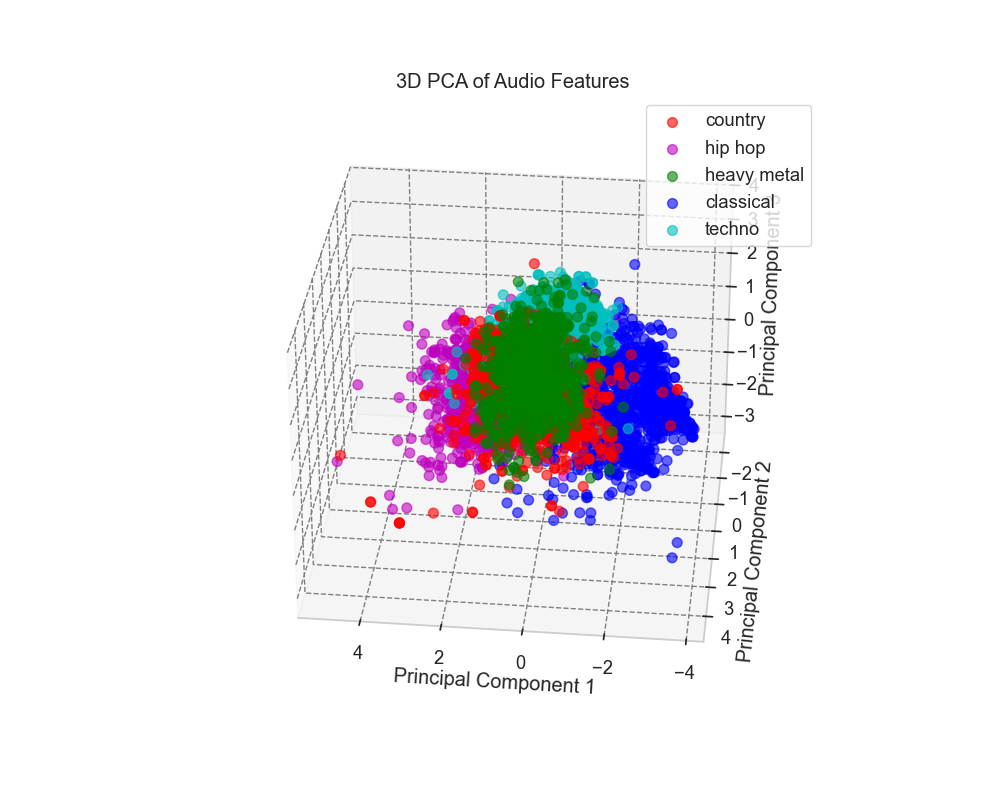 3D PCA of Audio Features
country
hip hop
heavy metal
classical
techno
4
3
2
1
0
−1
−2
−3
Principal Component 3
−2
−1
0
1
2
3
4
Principal Component 2
4
2
0
−2
−4
Principal Component 1